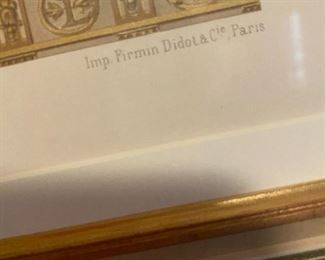 Imp. Firmin Didot & Cie, Paris